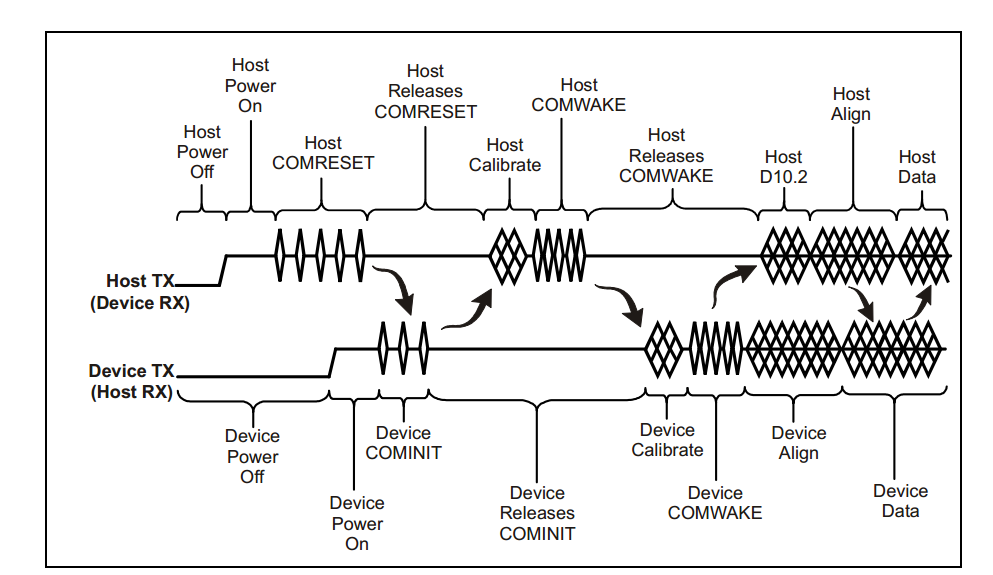 Host
Power
Off
Host
Power
On
Host
COMRESET
Host
Releases
COMRESET
Host
Calibrate
Host
COMWAKE
Host
Releases
COMWAKE
Host
D10.2
Host
Align
Host
Data
Host TX
(Device RX)
Device TX
(Host RX)
Device
Power
Off
Device
Power
On
Device
COMINIT
Device
Releases
COMINIT
Device
Calibrate
Device
COMWAKE
Device
Align
Device
Data